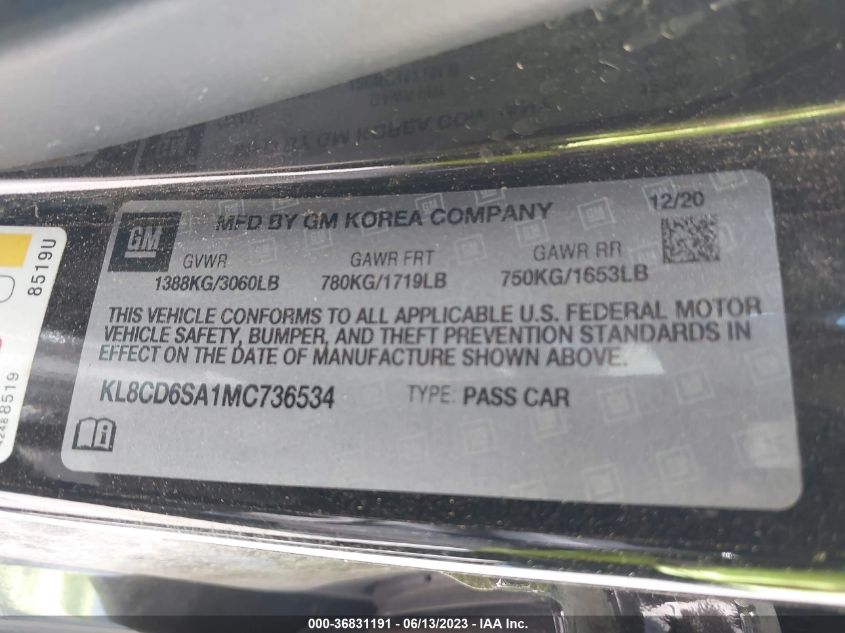 GM
MFD BY GM KOREA COMPANY
12/20
GVWR GAWR FRT GAWR RR
1388KG/3060LB 780KG/1719LB 750KG/1653LB
THIS VEHICLE CONFORMS TO ALL APPLICABLE U.S. FEDERAL MOTOR
VEHICLE SAFETY, BUMPER, AND THEFT PREVENTION STANDARDS IN
EFFECT ON THE DATE OF MANUFACTURE SHOWN ABOVE.
KL8CD6SA1MC736534 TYPE: PASS CAR
8519U
42488519
000-36831191 - 06/13/2023 - IAA Inc.